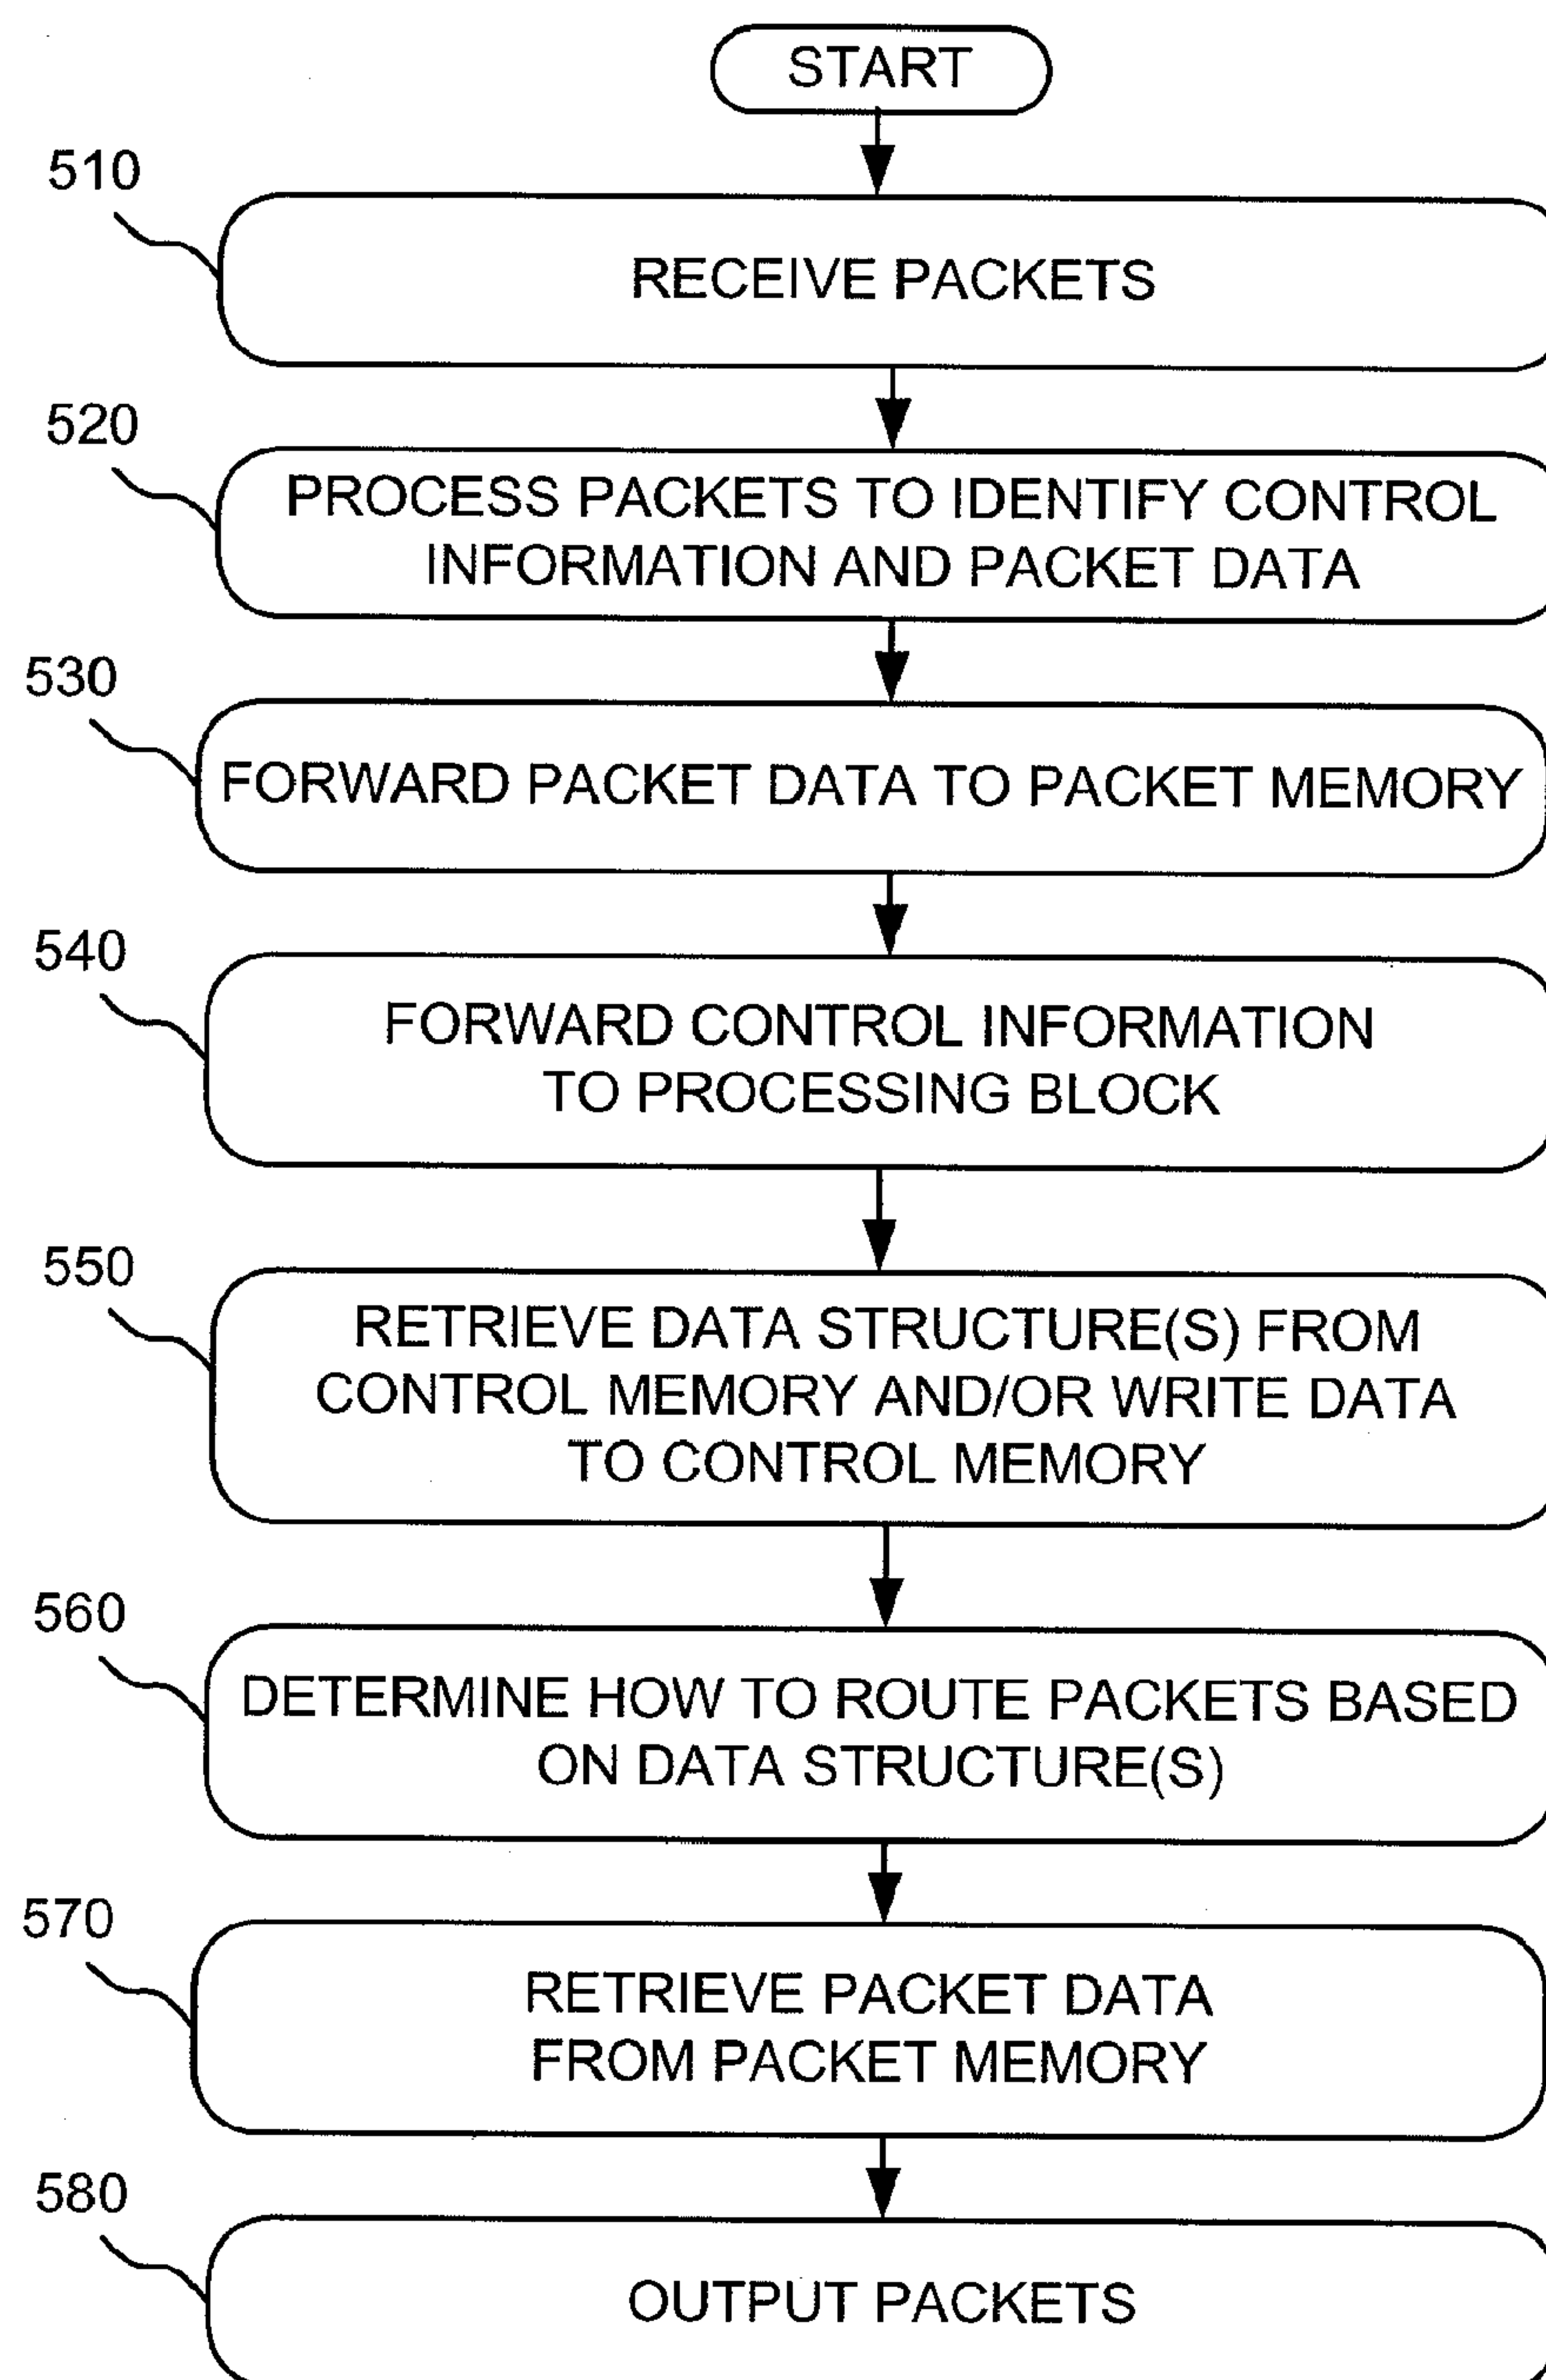 START
510
RECEIVE PACKETS
520
PROCESS PACKETS TO IDENTIFY CONTROL
INFORMATION AND PACKET DATA
530
FORWARD PACKET DATA TO PACKET MEMORY
540
FORWARD CONTROL INFORMATION
TO PROCESSING BLOCK
550
RETRIEVE DATA STRUCTURE(S) FROM
CONTROL MEMORY AND/OR WRITE DATA
TO CONTROL MEMORY
560
DETERMINE HOW TO ROUTE PACKETS BASED
ON DATA STRUCTURE(S)
570
RETRIEVE PACKET DATA
FROM PACKET MEMORY
580
OUTPUT PACKETS